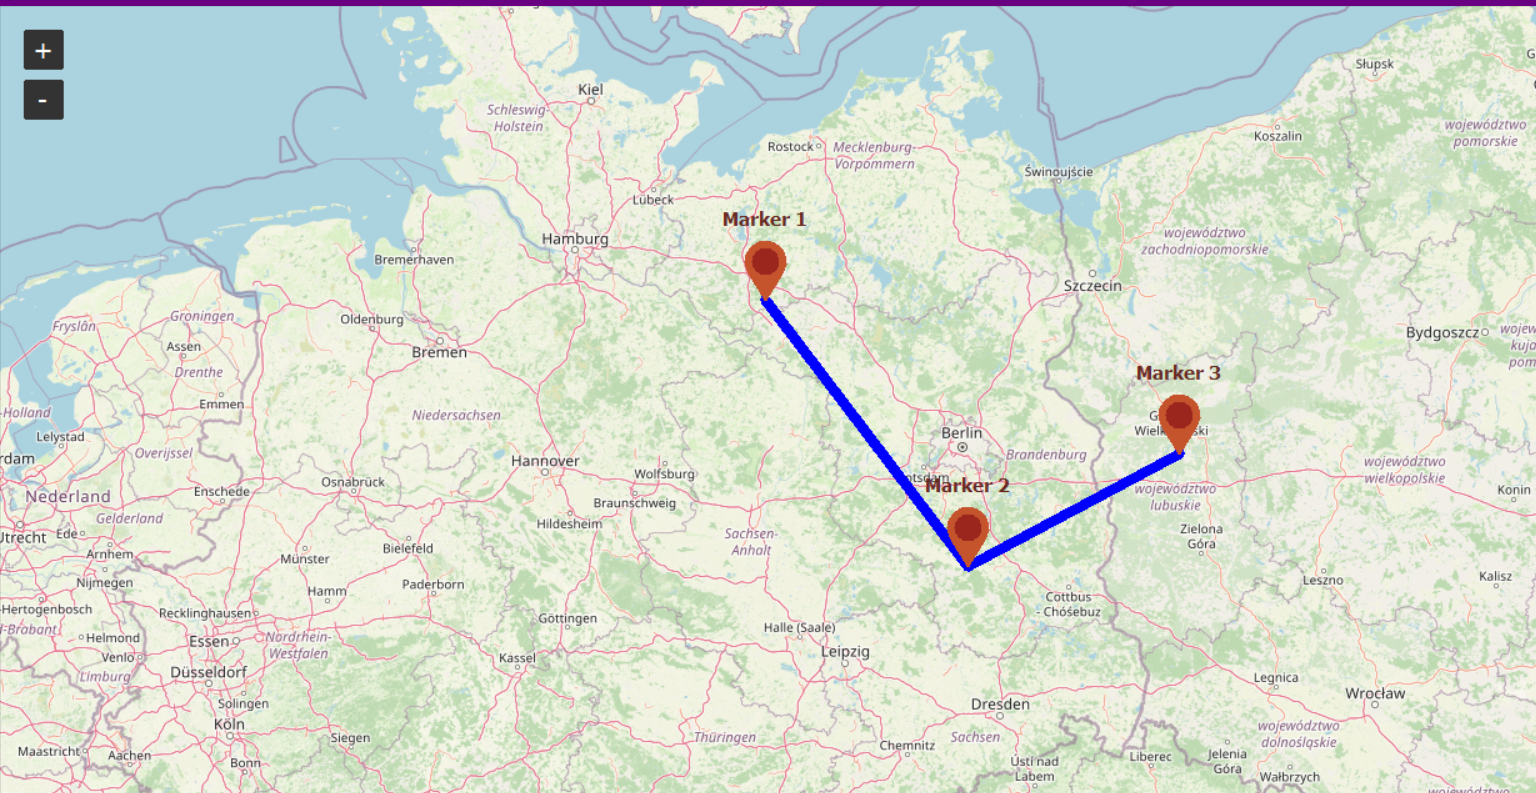 +
-
Kiel
Schleswig-
Holstein
Słupsk
Koszalin
województwo
pomorskie
Rostock
Mecklenburg-
Vorpommern
Świnoujście
Lübeck
Marker 1
Hamburg
województwo
zachodniopomorskie
Bremerhaven
Szczecin
Groningen
Oldenburg
Fryslân
Assen
Bremen
Bydgoszcz
Drenthe
Marker 3
Emmen
-Holland
Niedersachsen
Lelystad
Berlin
Overijssel
Brandenburg
Hannover
Wolfsburg
województwo
wielkopolskie
Nederland
Enschede
Osnabrück
Braunschweig
Marker 2
województwo
lubuskie
Konin
Gelderland
Hildesheim
Sachsen-
Anhalt
Zielona
Góra
Utrecht
Ede
Arnhem
Münster
Bielefeld
Nijmegen
Hamm
Paderborn
Leszno
Kalisz
-Hertogenbosch
Recklinghausen
Göttingen
Cottbus
- Chóśebuz
-Brabant
Helmond
Essen
Nordrhein-
Westfalen
Halle (Saale)
Leipzig
Venlo
Limburg
Düsseldorf
Kassel
Legnica
Wrocław
Solingen
Köln
Dresden
Siegen
Thüringen
Chemnitz
Sachsen
województwo
dolnośląskie
Maastricht
Aachen
Bonn
Ústí nad
Labem
Liberec
Jelenia
Góra
Wałbrzych